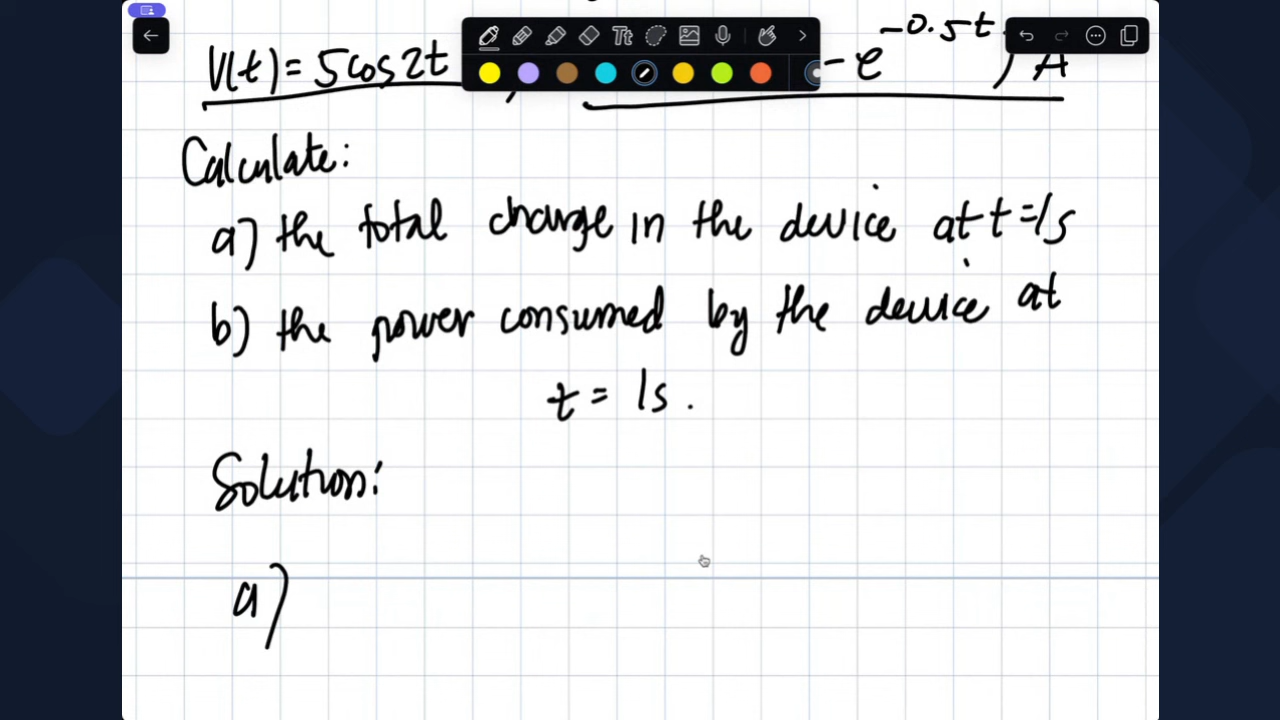 -0.5t
V(t) = 5cos2t - e ) A
Calculate:
a) the total charge in the device at t=1s
b) the power consumed by the device at
t = 1s.
Solution:
a)